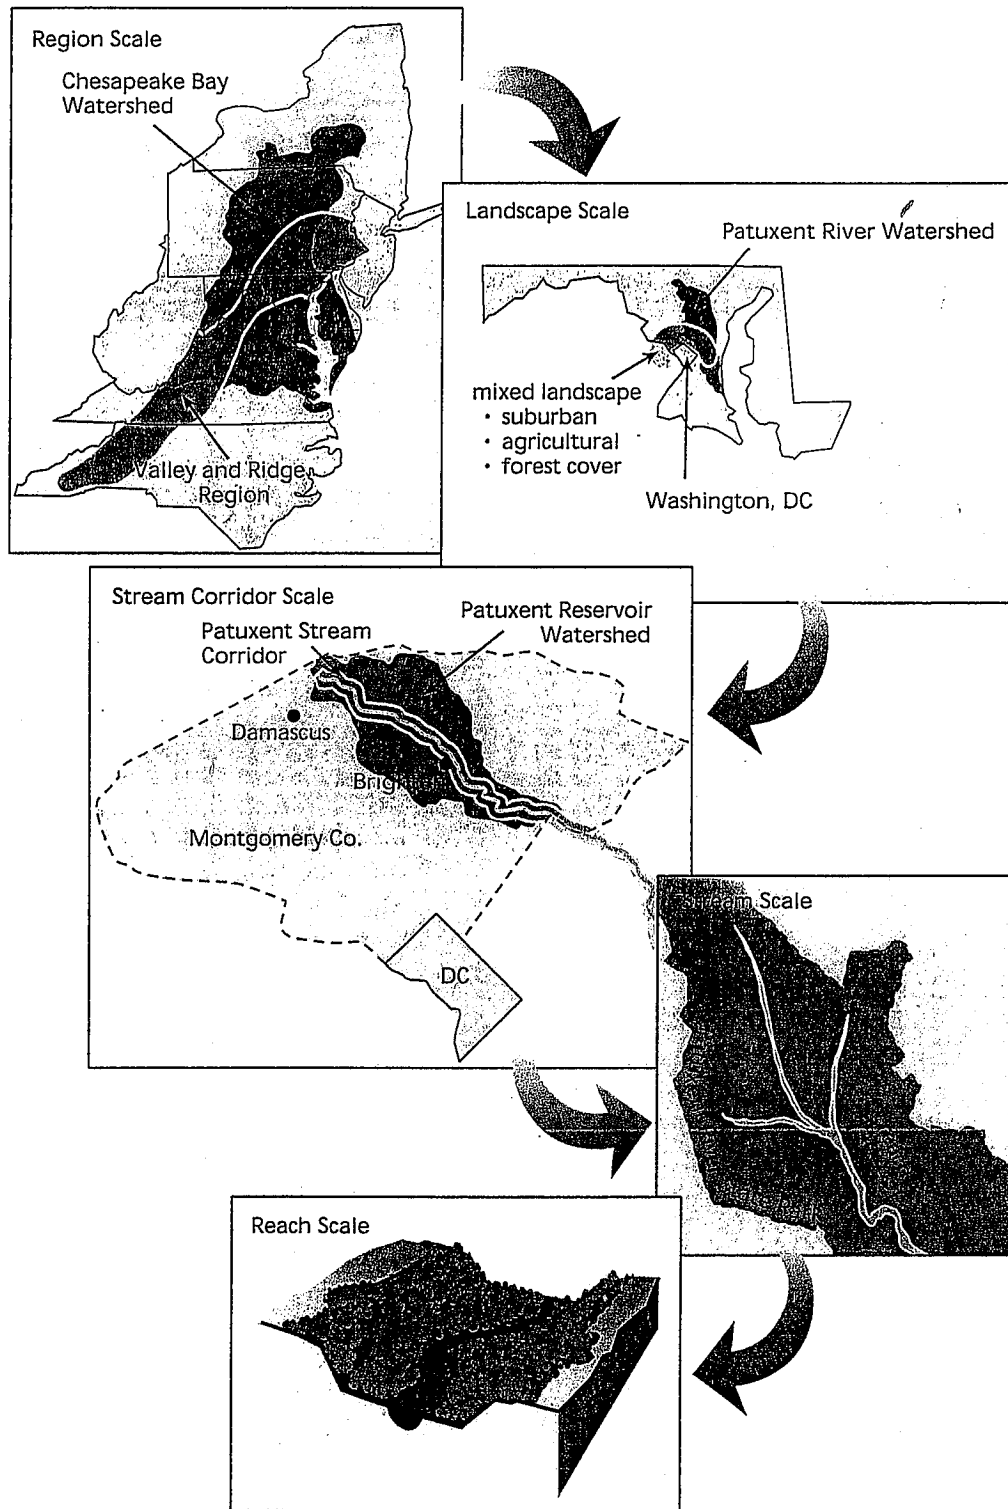 Region Scale
Chesapeake Bay
Watershed
Valley and Ridge
Region
Landscape Scale
Patuxent River Watershed
mixed landscape
· suburban
· agricultural
· forest cover
Washington, DC
Stream Corridor Scale
Patuxent Stream
Corridor
Patuxent Reservoir
Watershed
Damascus
Montgomery Co.
DC
Stream Scale
Reach Scale